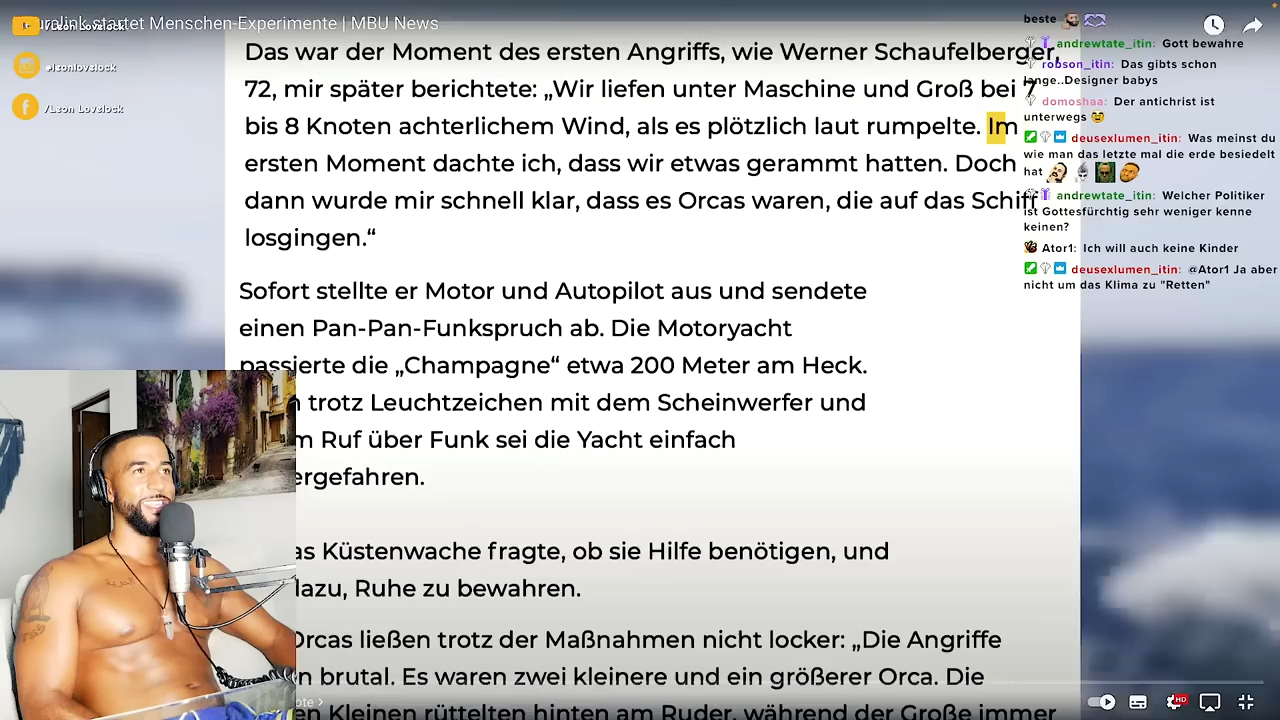 Neuralink startet Menschen-Experimente | MBU News
/Leon Lovelock
@leonlovelock
/Leon Lovelock
Das war der Moment des ersten Angriffs, wie Werner Schaufelberger,
72, mir später berichtete: „Wir liefen unter Maschine und Groß bei 7
bis 8 Knoten achterlichem Wind, als es plötzlich laut rumpelte. Im
ersten Moment dachte ich, dass wir etwas gerammt hatten. Doch
dann wurde mir schnell klar, dass es Orcas waren, die auf das Schiff
losgingen.“
Sofort stellte er Motor und Autopilot aus und sendete
einen Pan-Pan-Funkspruch ab. Die Motoryacht
passierte die „Champagne“ etwa 200 Meter am Heck.
trotz Leuchtzeichen mit dem Scheinwerfer und
Ruf über Funk sei die Yacht einfach
ergefahren.
Küstenwache fragte, ob sie Hilfe benötigen, und
dazu, Ruhe zu bewahren.
Orcas ließen trotz der Maßnahmen nicht locker: „Die Angriffe
brutal. Es waren zwei kleinere und ein größerer Orca. Die
Kleinen rüttelten hinten am Ruder, während der Große immer
beste
andrewtate_itin: Gott bewahre
robson_itin: Das gibts schon
lange..Designer babys
domoshaa: Der antichrist ist
unterwegs
deusexlumen_itin: Was meinst du
wie man das letzte mal die erde besiedelt
hat
andrewtate_itin: Welcher Politiker
ist Gottesfürchtig sehr weniger kenne
keinen?
Ator1: Ich will auch keine Kinder
deusexlumen_itin: @Ator1 Ja aber
nicht um das Klima zu "Retten"
HD